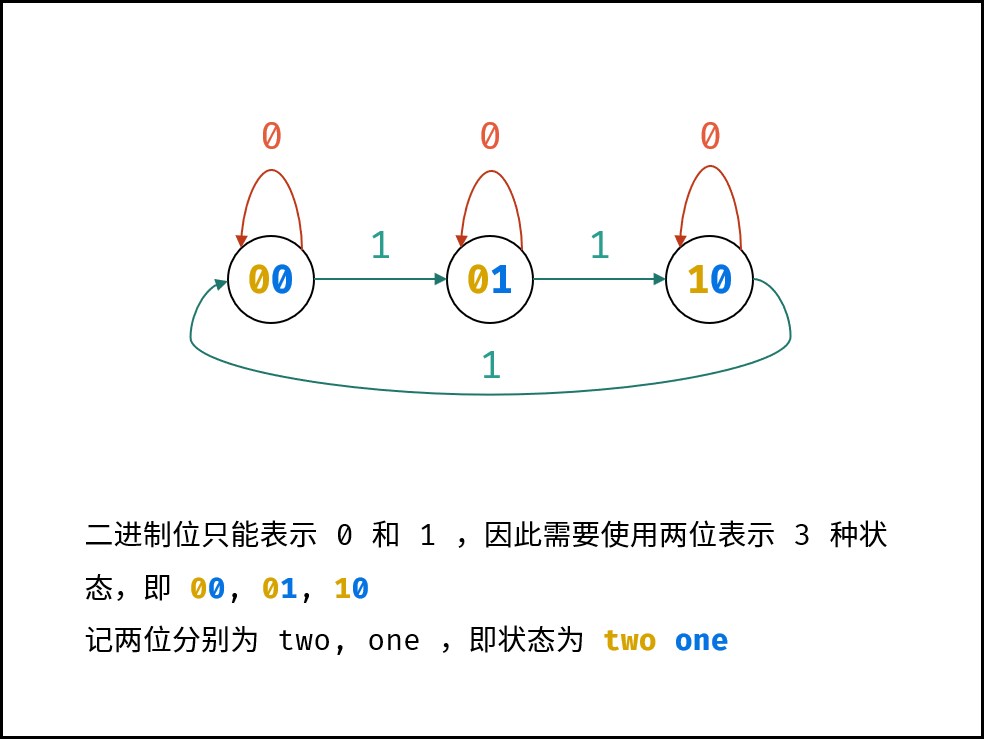 0 0 0
1 1
00 01 10
1
二进制位只能表示 0 和 1 ，因此需要使用两位表示 3 种状
态，即 00, 01, 10
记两位分别为 two, one ，即状态为 two one